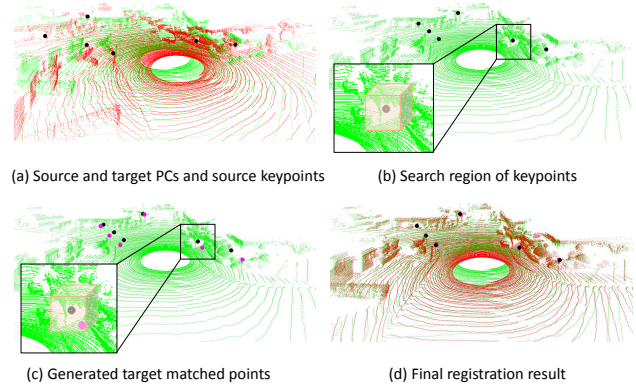 (a) Source and target PCs and source keypoints
(b) Search region of keypoints
(c) Generated target matched points
(d) Final registration result